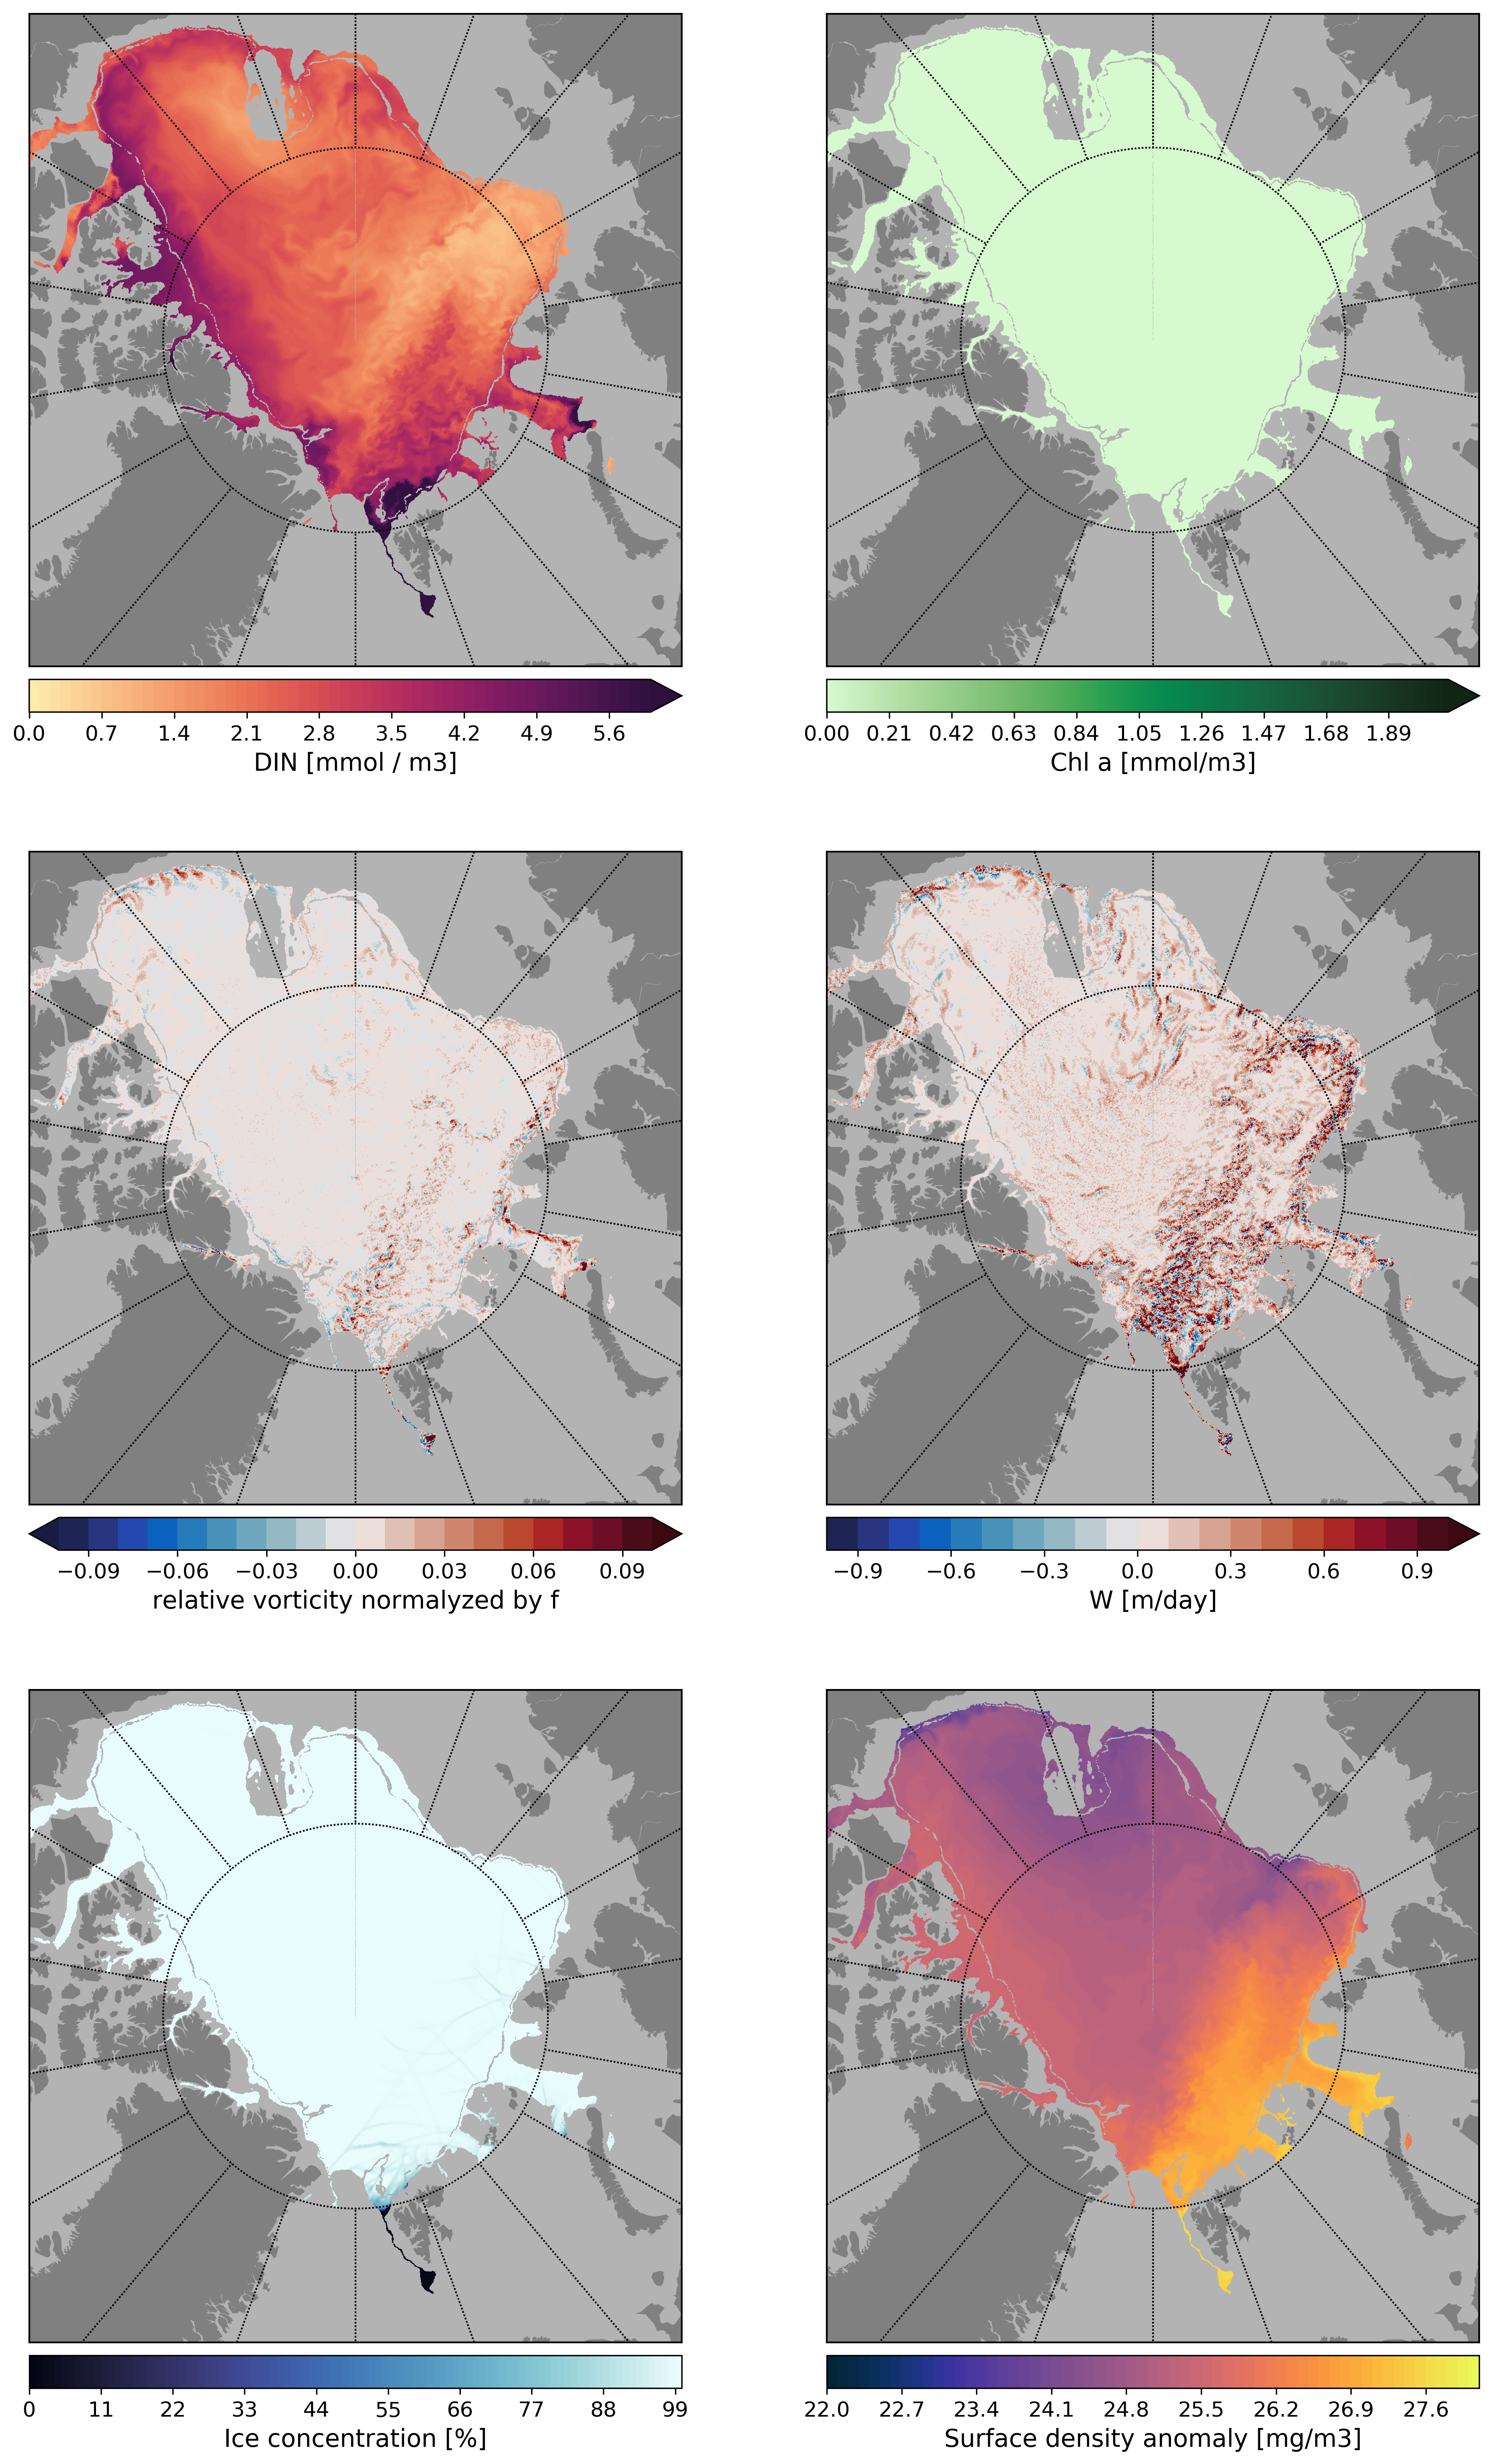 0.0 0.7 1.4 2.1 2.8 3.5 4.2 4.9 5.6
DIN [mmol / m3]
0.00 0.21 0.42 0.63 0.84 1.05 1.26 1.47 1.68 1.89
Chl a [mmol/m3]
−0.09 −0.06 −0.03 0.00 0.03 0.06 0.09
relative vorticity normalyzed by f
−0.9 −0.6 −0.3 0.0 0.3 0.6 0.9
W [m/day]
0 11 22 33 44 55 66 77 88 99
Ice concentration [%]
22.0 22.7 23.4 24.1 24.8 25.5 26.2 26.9 27.6
Surface density anomaly [mg/m3]